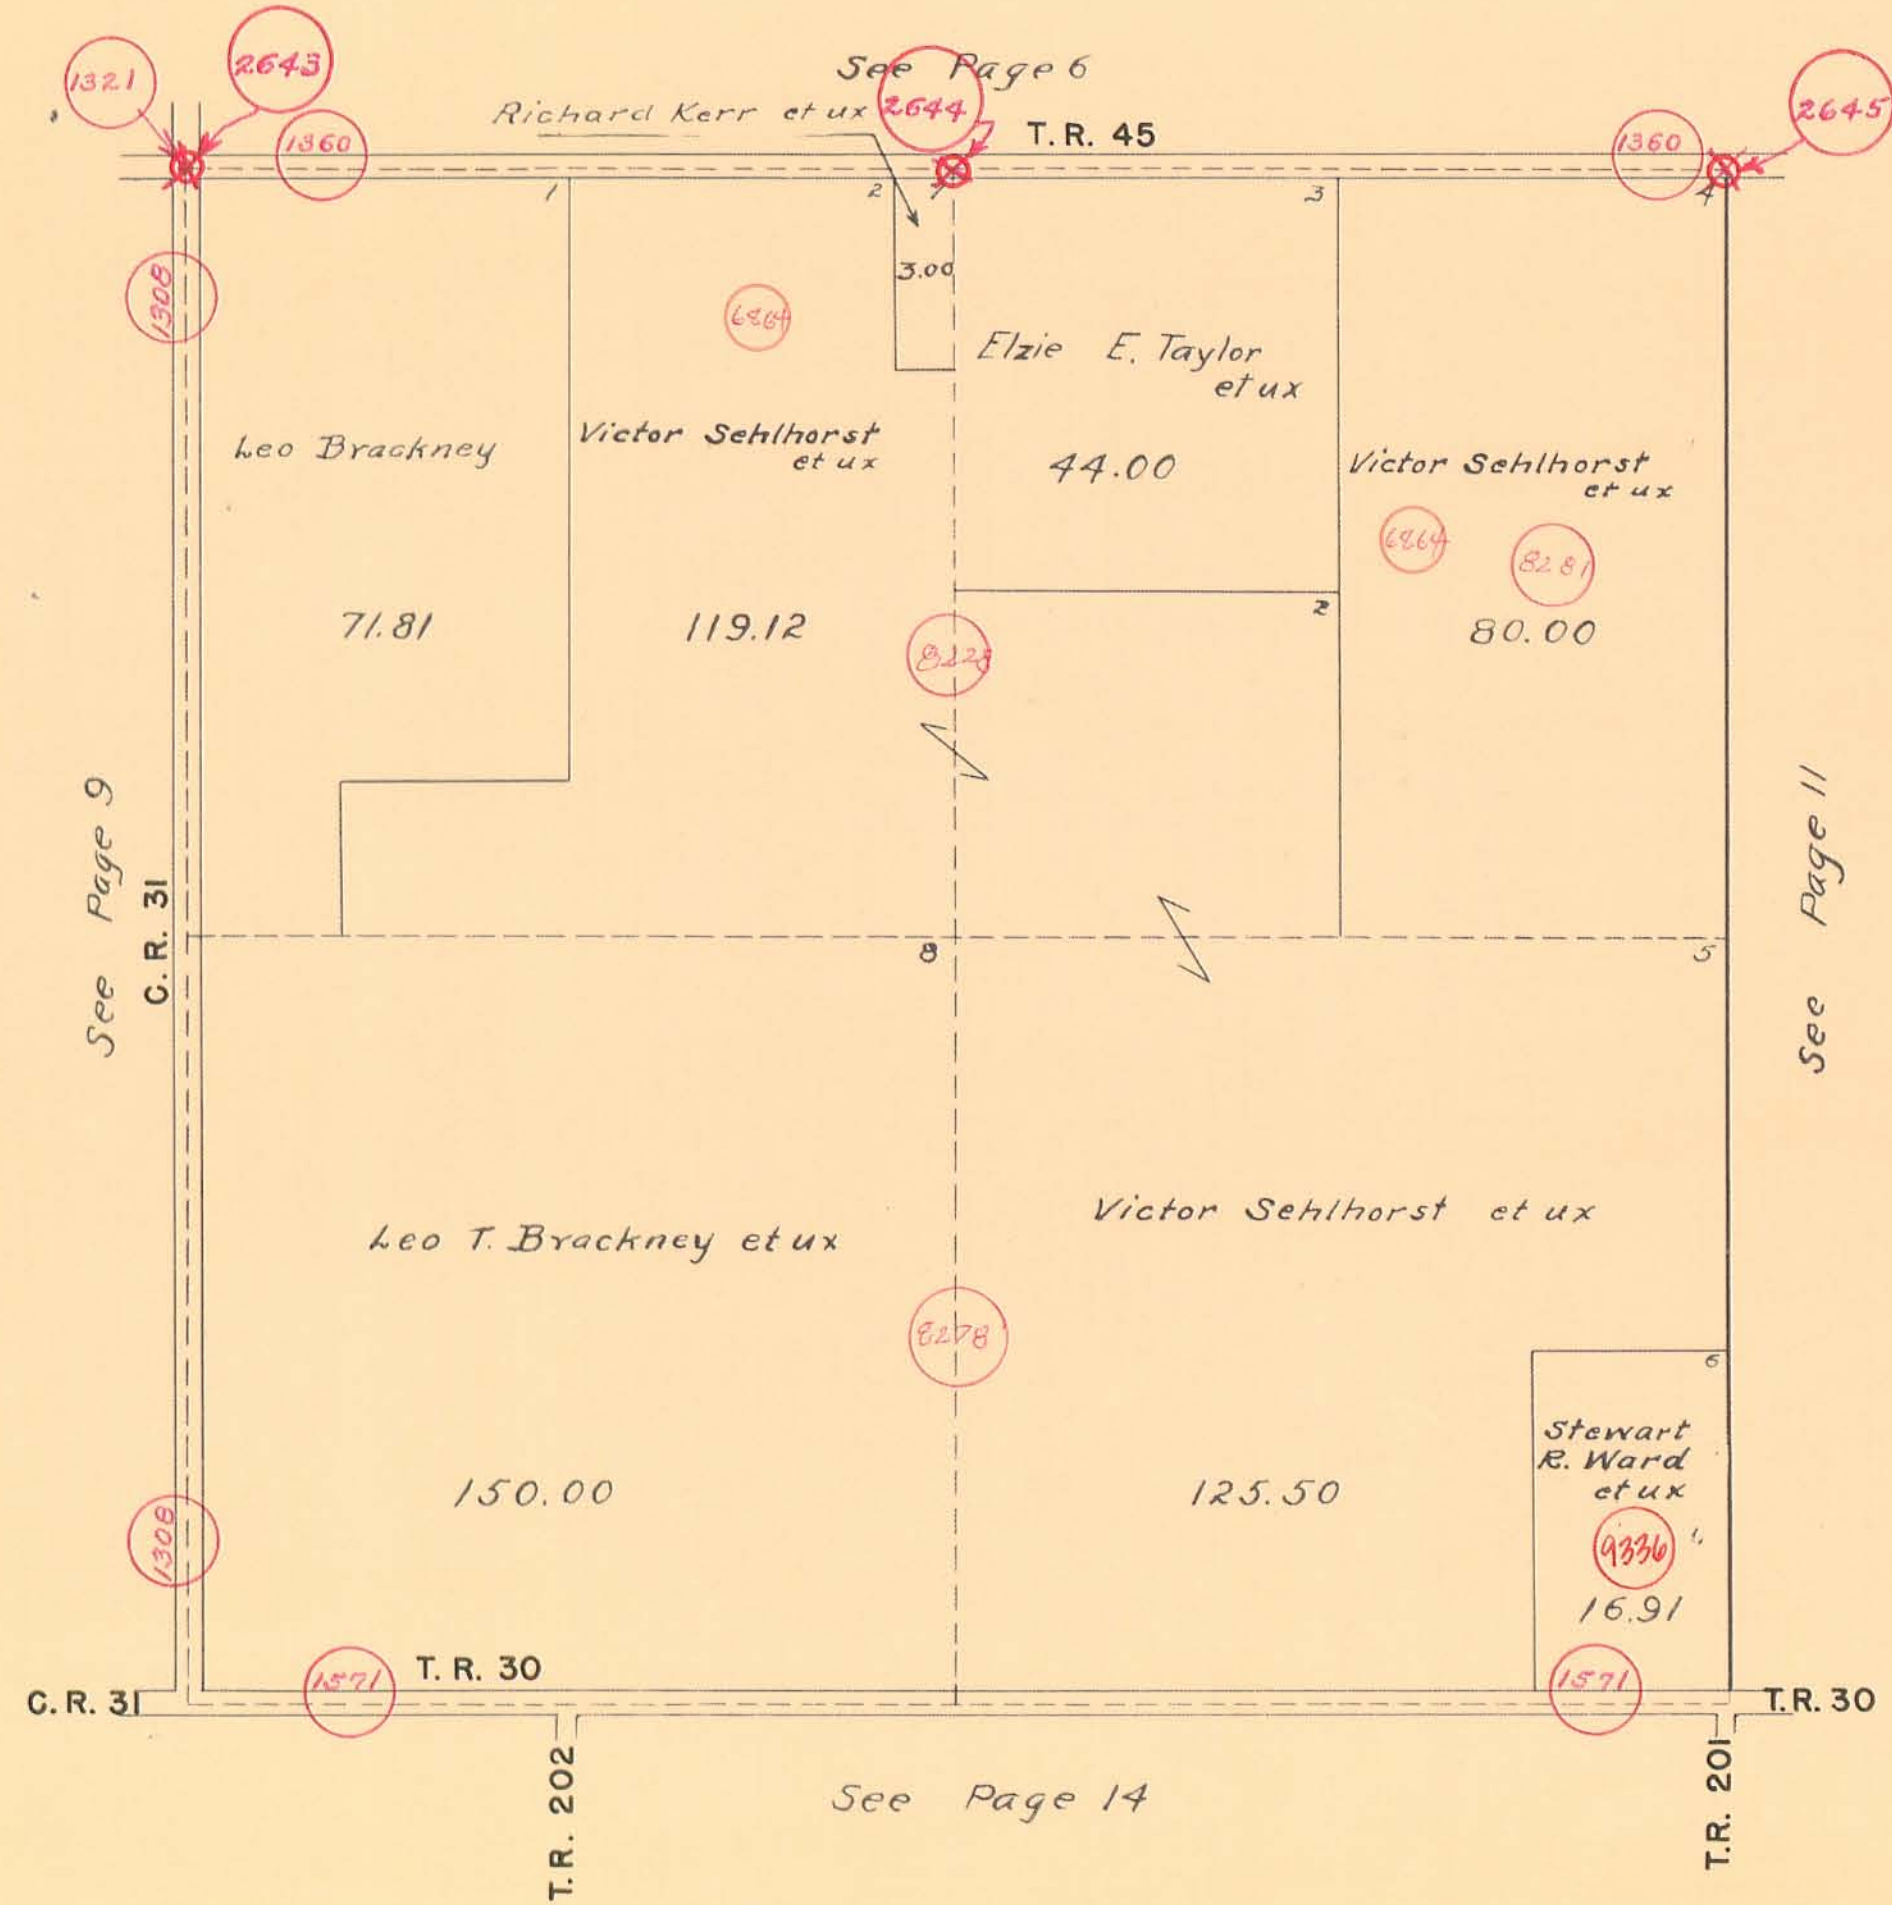 See Page 6
1321
2643
Richard Kerr et ux
2644
T.R. 45
2645
1360
1360
1
2
7
3
4
1308
3.00
6864
Elzie E. Taylor
et ux
Leo Brackney
Victor Sehlhorst
et ux
44.00
Victor Sehlhorst
et ux
6864
8281
71.81
119.12
2
80.00
See Page 9
C. R. 31
See Page 11
8
5
Leo T. Brackney et ux
Victor Sehlhorst et ux
8278
6
Stewart
R. Ward
et ux
150.00
125.50
9336
16.91
1308
1571
T. R. 30
1571
C. R. 31
T.R. 30
T.R. 202
See Page 14
T.R. 201